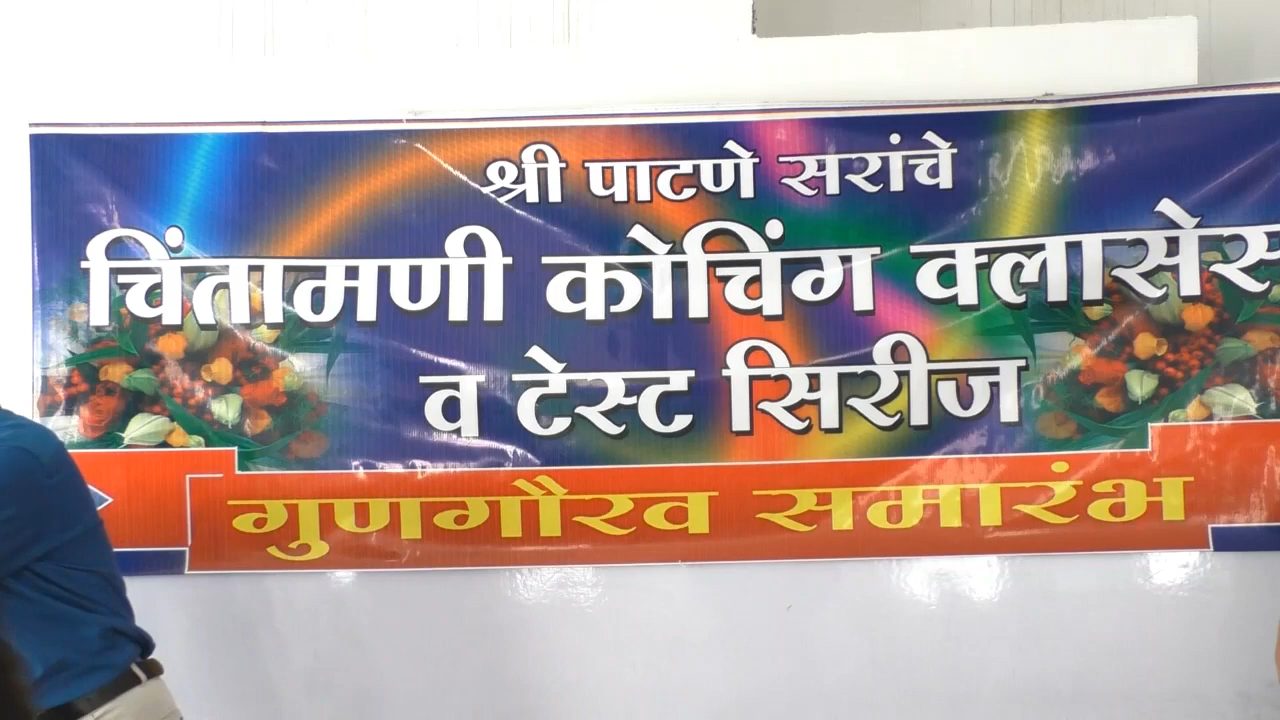 श्री पाटणे सरांचे
चिंतामणी कोचिंग क्लासेस
व टेस्ट सिरीज
गुणगौरव समारंभ